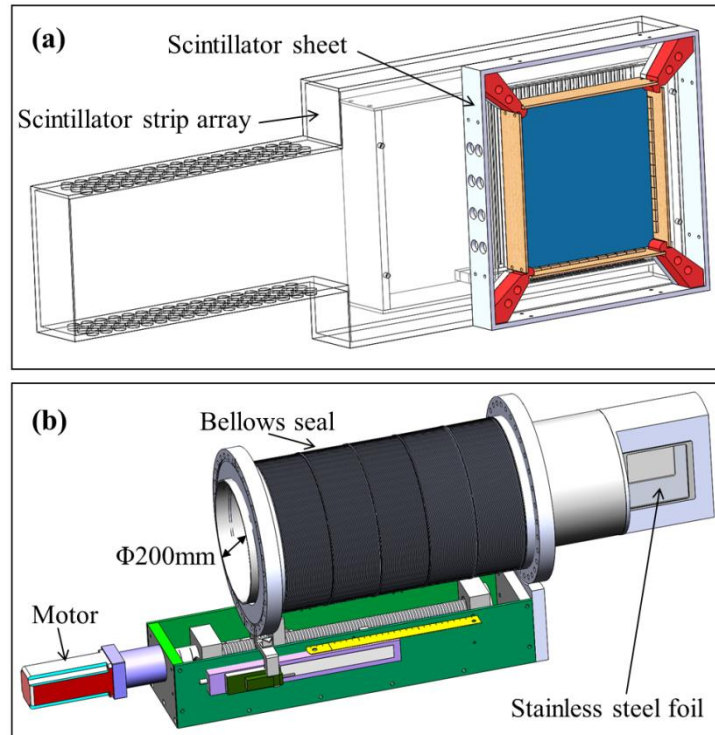 (a)
Scintillator sheet
Scintillator strip array
(b)
Bellows seal
Φ200mm
Motor
Stainless steel foil